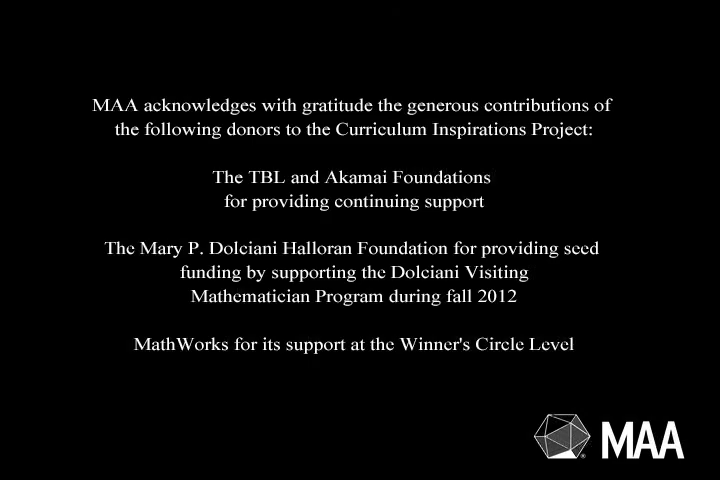 MAA acknowledges with gratitude the generous contributions of
the following donors to the Curriculum Inspirations Project:
The TBL and Akamai Foundations
for providing continuing support
The Mary P. Dolciani Halloran Foundation for providing seed
funding by supporting the Dolciani Visiting
Mathematician Program during fall 2012
MathWorks for its support at the Winner's Circle Level
MAA